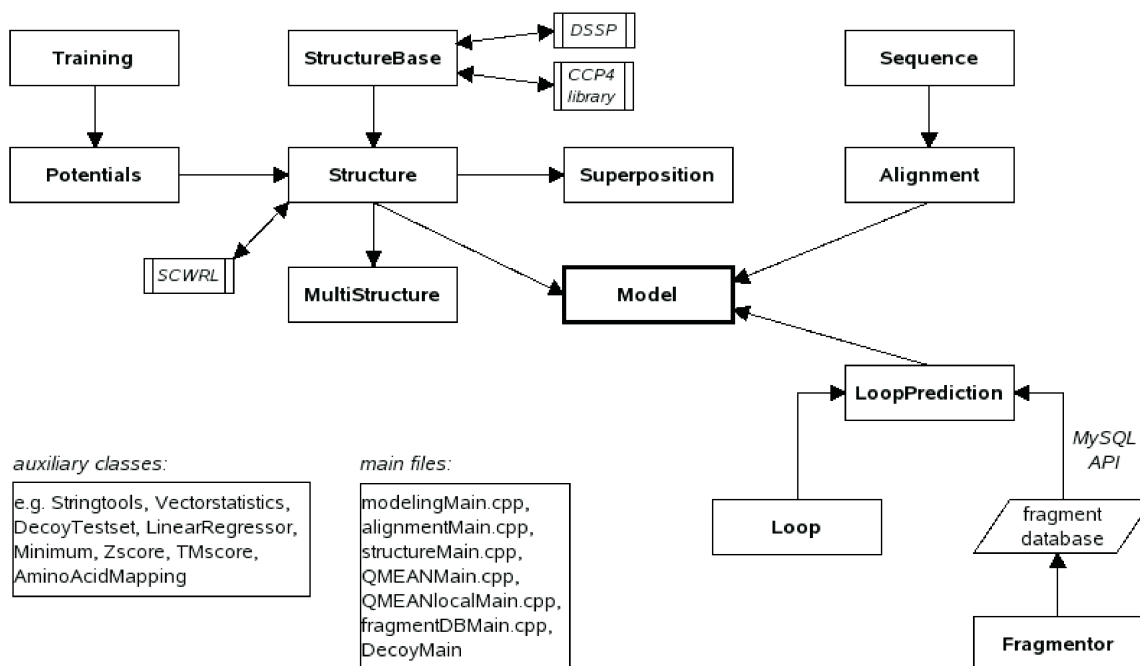 DSSP
Training
StructureBase
Sequence
CCP4
library
Potentials
Structure
Superposition
Alignment
SCWRL
MultiStructure
Model
LoopPrediction
MySQL
API
auxiliary classes:
e.g. Stringtools, Vectorstatistics,
DecoyTestset, LinearRegressor,
Minimum, Zscore, TMscore,
AminoAcidMapping
main files:
modelingMain.cpp,
alignmentMain.cpp,
structureMain.cpp,
QMEANMain.cpp,
QMEANlocalMain.cpp,
fragmentDBMain.cpp,
DecoyMain
Loop
fragment
database
Fragmentor